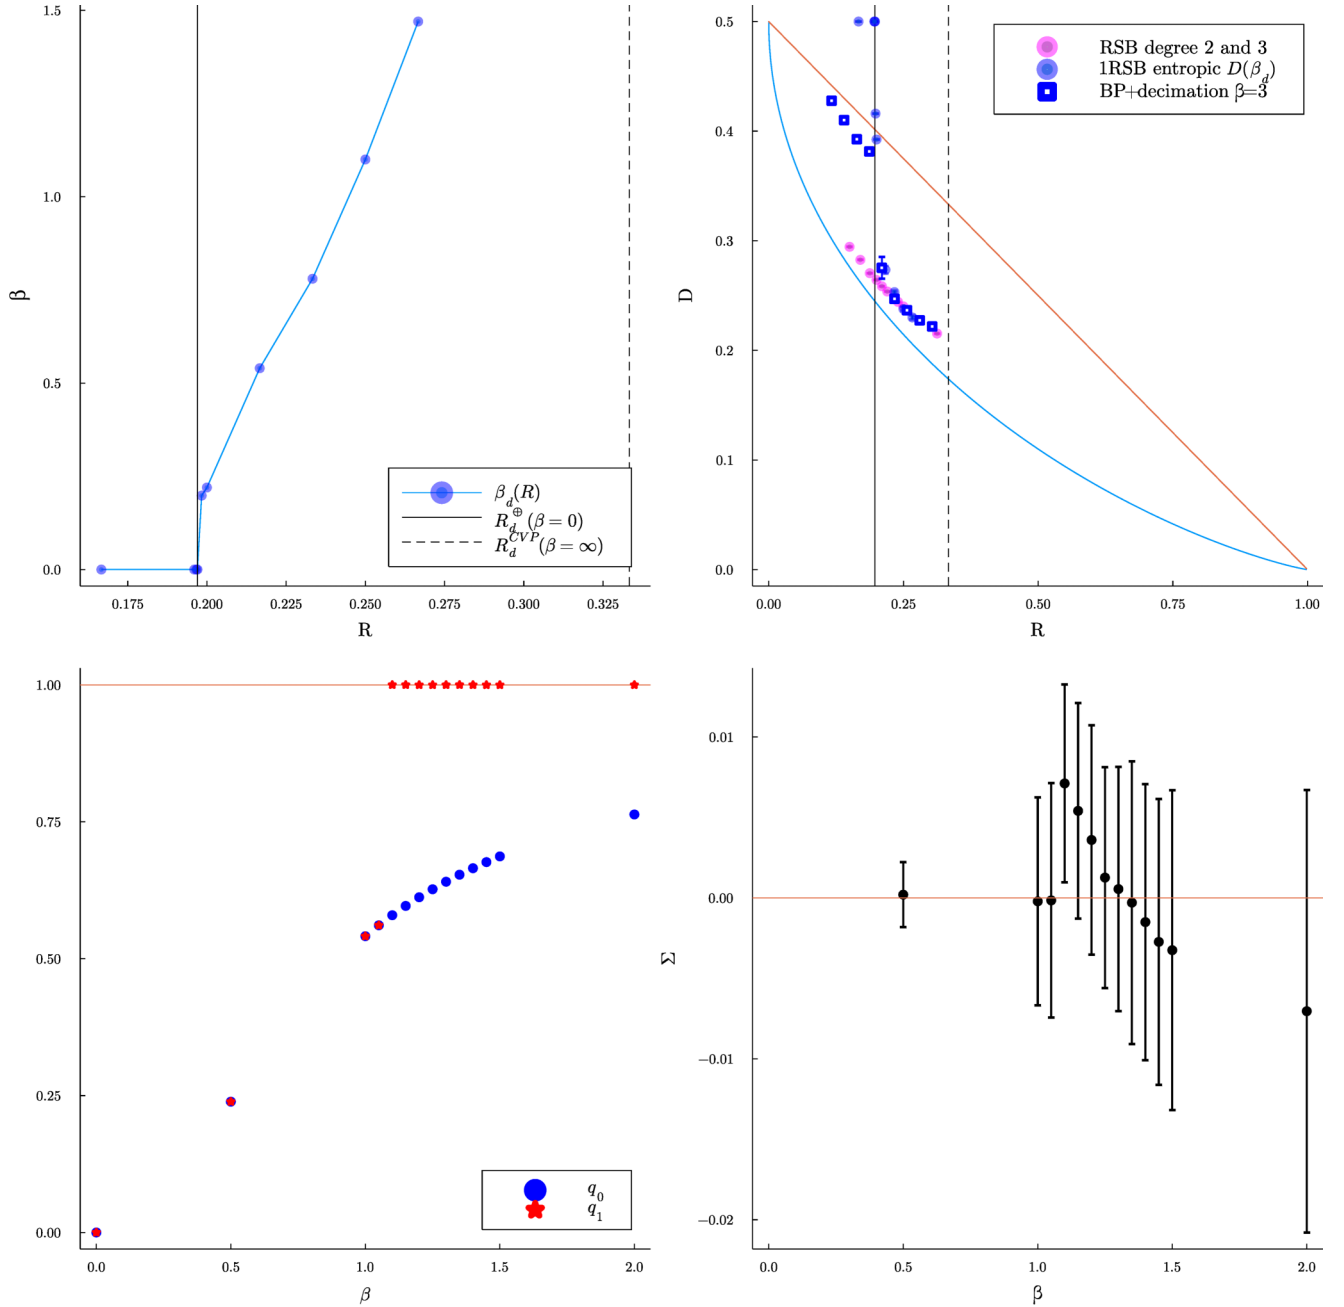 1.5
1.0
0.5
0.0
β
0.175
0.200
0.225
0.250
0.275
0.300
0.325
R
β_d(R)
R_d^⊕(β = 0)
R_d^{CVP}(β = ∞)
0.5
0.4
0.3
0.2
0.1
0.0
D
0.00
0.25
0.50
0.75
1.00
R
RSB degree 2 and 3
1RSB entropic D(β_d)
BP+decimation β=3
1.00
0.75
0.50
0.25
0.00
0.0
0.5
1.0
1.5
2.0
β
q_0
q_1
0.01
0.00
−0.01
−0.02
Σ
0.0
0.5
1.0
1.5
2.0
β